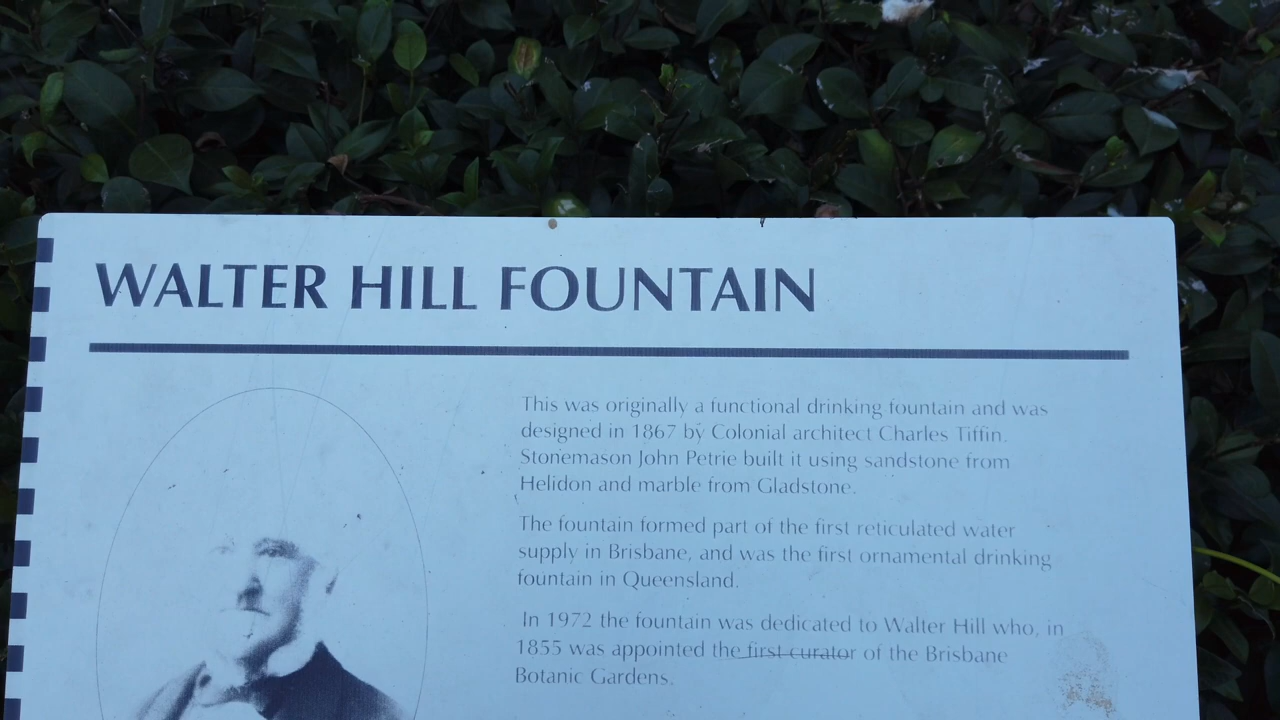 WALTER HILL FOUNTAIN
This was originally a functional drinking fountain and was
designed in 1867 by Colonial architect Charles Tiffin.
Stonemason John Petrie built it using sandstone from
Helidon and marble from Gladstone.
The fountain formed part of the first reticulated water
supply in Brisbane, and was the first ornamental drinking
fountain in Queensland.
In 1972 the fountain was dedicated to Walter Hill who, in
1855 was appointed the first curator of the Brisbane
Botanic Gardens.